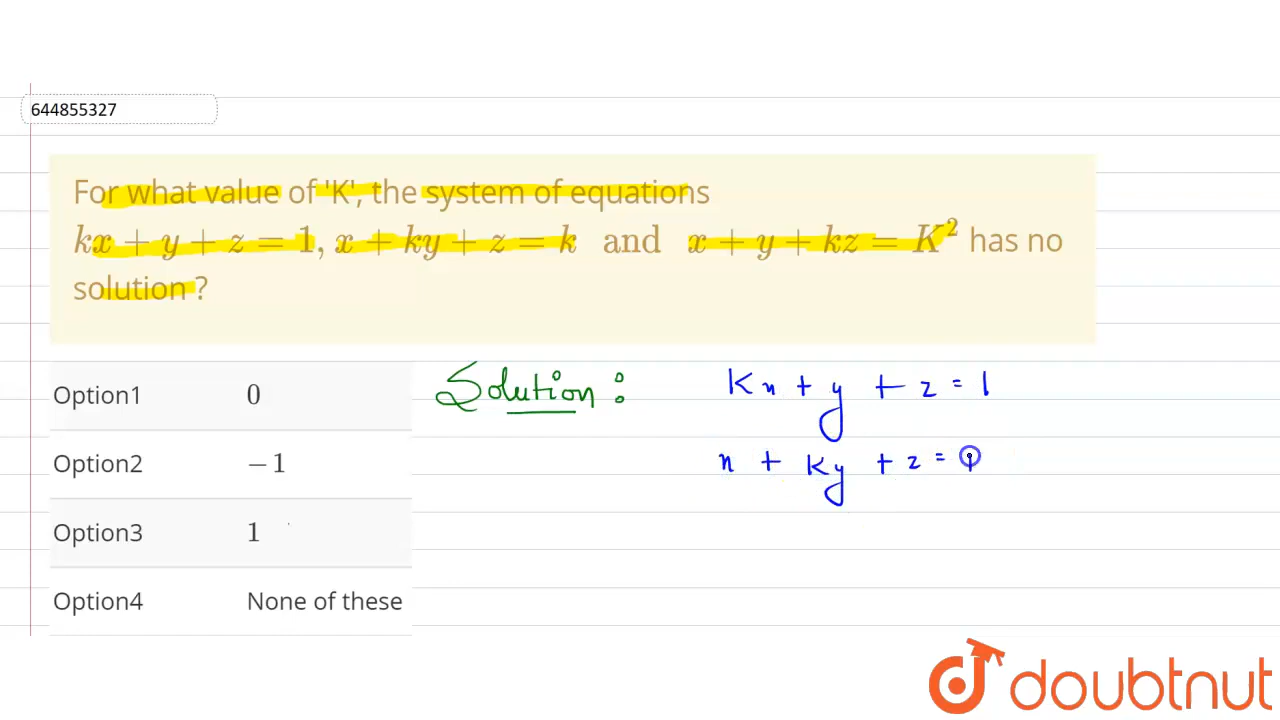 644855327
For what value of 'K', the system of equations
kx + y + z = 1, x + ky + z = k and x + y + kz = K² has no
solution ?
Option1 0
Option2 −1
Option3 1
Option4 None of these
Solution :
Kx + y + z = 1
x + Ky + z =
doubtnut